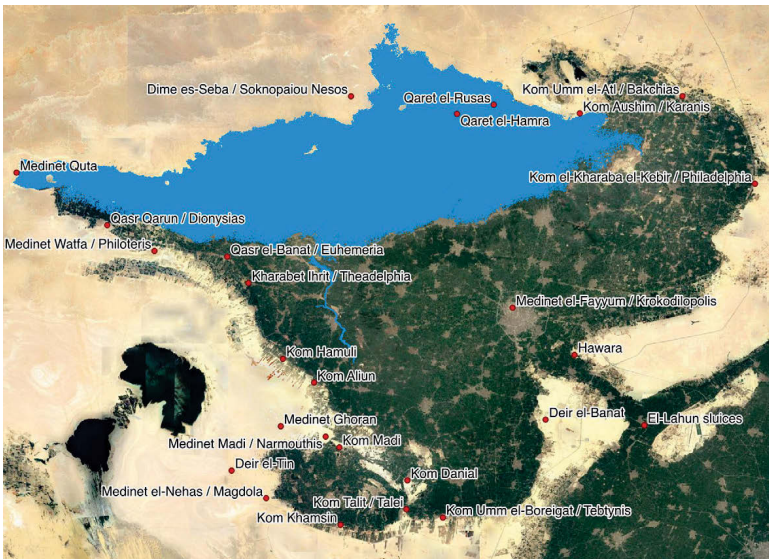 Dime es-Seba / Soknopaiou Nesos
Kom Umm el-Atl / Bakchias
Qaret el-Rusas
Kom Aushim / Karanis
Qaret el-Hamra
Medinet Quta
Kom el-Kharaba el-Kebir / Philadelphia
Qasr Qarun / Dionysias
Medinet Watfa / Philoteris
Qasr el-Banat / Euhemeria
Kharabet Ihrit / Theadelphia
Medinet el-Fayyum / Krokodilopolis
Kom Hamuli
Hawara
Kom Aliun
Deir el-Banat
El-Lahun sluices
Medinet Ghoran
Medinet Madi / Narmouthis
Kom Madi
Deir el-Tin
Kom Danial
Medinet el-Nehas / Magdola
Kom Talit / Talei
Kom Umm el-Boreigat / Tebtynis
Kom Khamsin